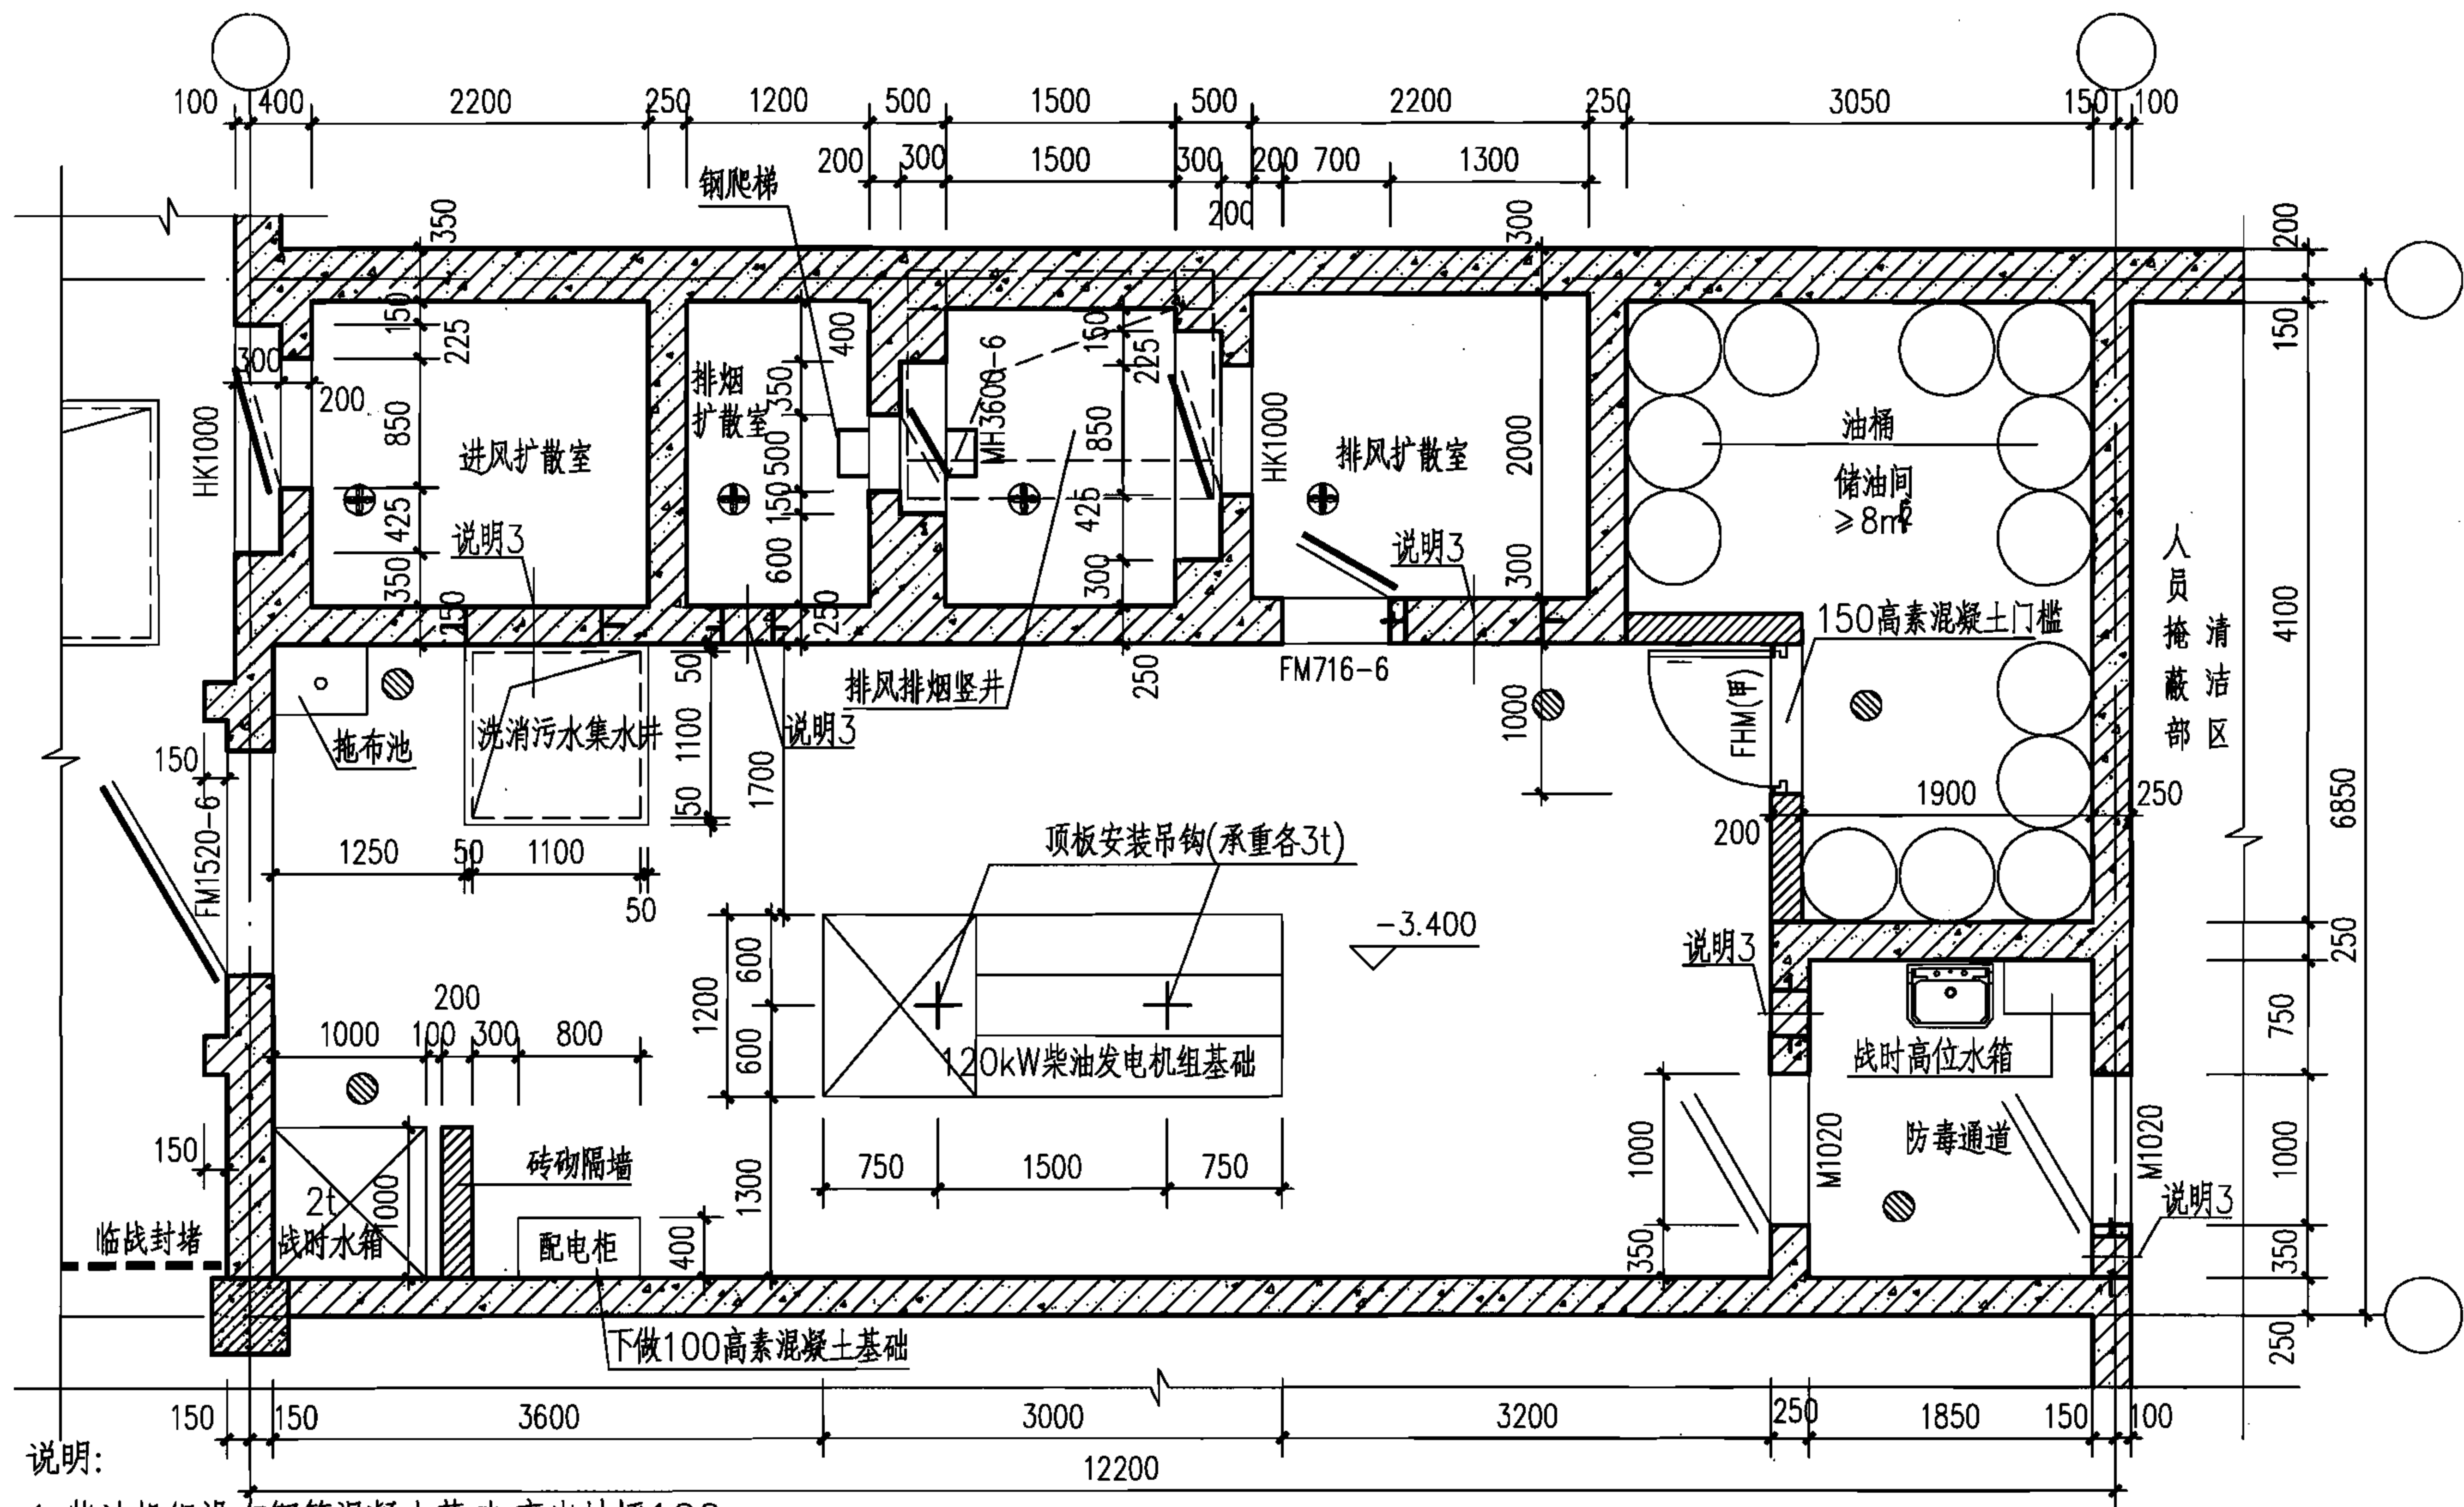 100 400 2200 250 1200 500 1500 500 2200 250 3050 150 100
200 300 1500 300 200 700 1300
200
钢爬梯
350
300
200
150
225
300
200
850
425
350
250
HK1000
进风扩散室
说明3
排烟
扩散室
400
350
500
150
600
250
MH3600-6
150
225
850
425
300
250
HK1000
排风扩散室
2000
300
说明3
油桶
储油间
≥8m²
150
4100
人员掩蔽部
清洁区
150高素混凝土门槛
FM716-6
1000
FHM(甲)
拖布池
洗消污水集水井
50
1100
50
1700
说明3
排风排烟竖井
150
FM1520-6
1250 50 1100
50
顶板安装吊钩(承重各3t)
-3.400
1900 250
200
6850
250
说明3
750
战时高位水箱
1200
600
600
120kW柴油发电机组基础
200
1000 100 300 800
150
砖砌隔墙
2t
战时水箱
1000
配电柜
400
1300
750 1500 750
1000
350
M1020
防毒通道
M1020
1000
说明3
350
250
临战封堵
下做100高素混凝土基础
150 150 3600 3000 3200 250 1850 150 100
12200
说明: